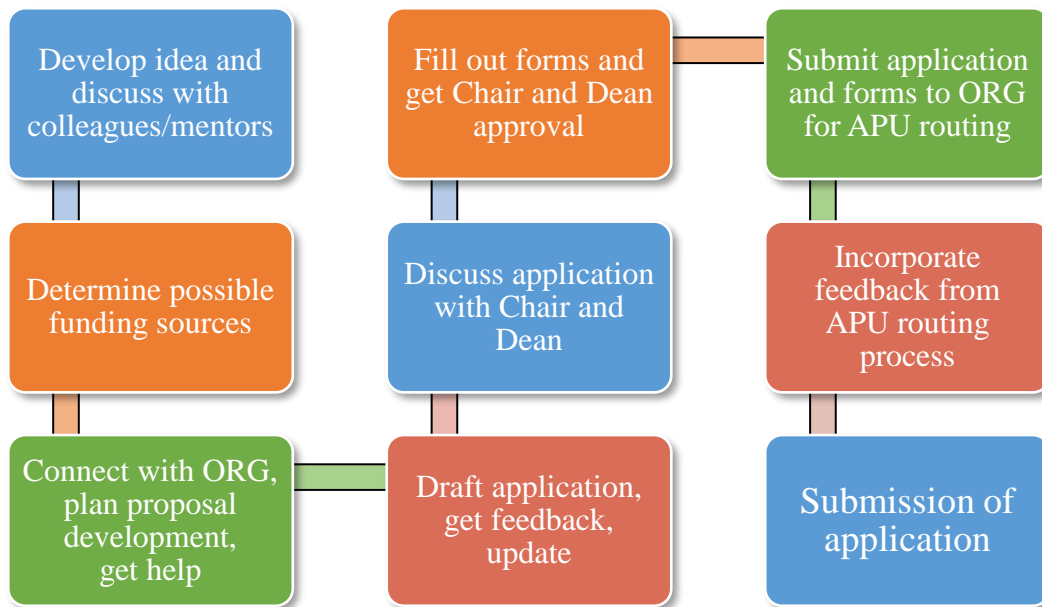 Develop idea and
discuss with
colleagues/mentors
Determine possible
funding sources
Connect with ORG,
plan proposal
development,
get help
Draft application,
get feedback,
update
Discuss application
with Chair and
Dean
Fill out forms and
get Chair and Dean
approval
Submit application
and forms to ORG
for APU routing
Incorporate
feedback from
APU routing
process
Submission of
application